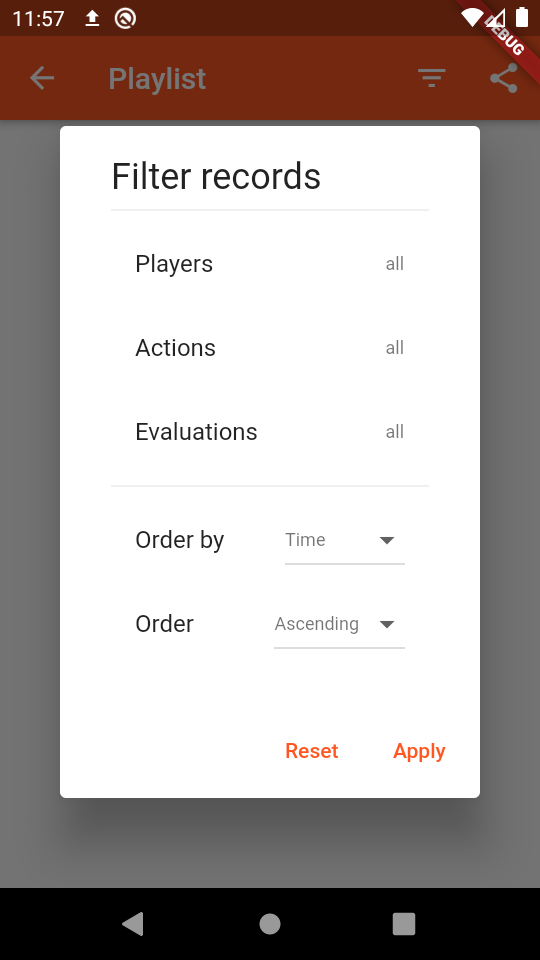 11:57
DEBUG
Playlist
Filter records
Players all
Actions all
Evaluations all
Order by Time
Order Ascending
Reset Apply